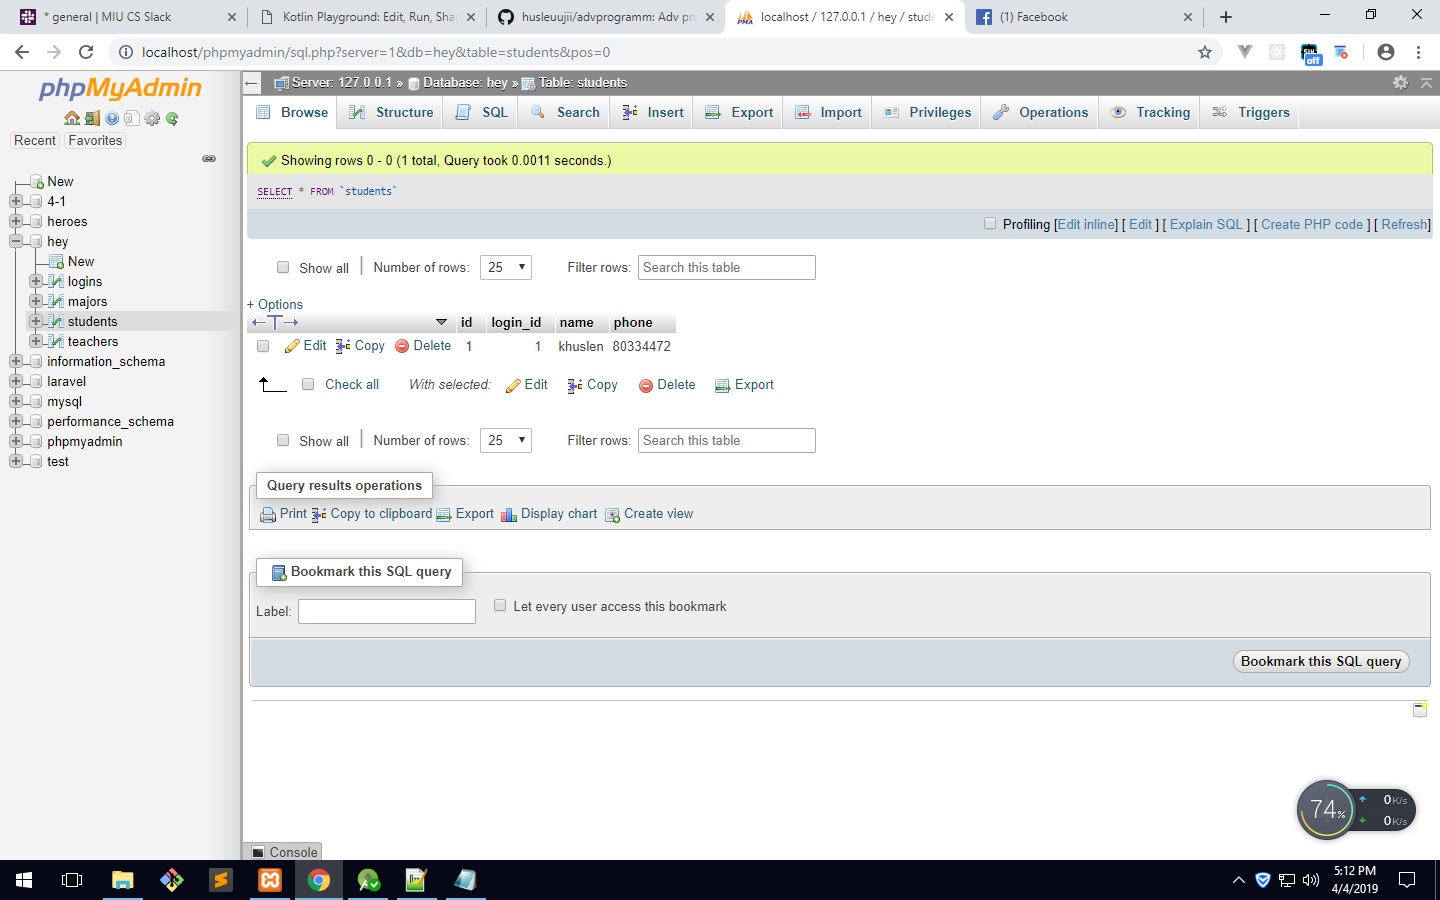 * general | MIU CS Slack
Kotlin Playground: Edit, Run, Shar
husleuujii/advprogramm: Adv pro
localhost / 127.0.0.1 / hey / stude
(1) Facebook
localhost/phpmyadmin/sql.php?server=1&db=hey&table=students&pos=0
off
phpMyAdmin
Recent
Favorites
New
4-1
heroes
hey
New
logins
majors
students
teachers
information_schema
laravel
mysql
performance_schema
phpmyadmin
test
Server: 127.0.0.1 » Database: hey » Table: students
Browse
Structure
SQL
Search
Insert
Export
Import
Privileges
Operations
Tracking
Triggers
Showing rows 0 - 0 (1 total, Query took 0.0011 seconds.)
SELECT * FROM `students`
Profiling [Edit inline] [ Edit ] [ Explain SQL ] [ Create PHP code ] [ Refresh]
Show all | Number of rows: 25 Filter rows: Search this table
+ Options
←T→ id login_id name phone
Edit Copy Delete 1 1 khuslen 80334472
Check all With selected: Edit Copy Delete Export
Show all | Number of rows: 25 Filter rows: Search this table
Query results operations
Print Copy to clipboard Export Display chart Create view
Bookmark this SQL query
Label: Let every user access this bookmark
Bookmark this SQL query
74%
0K/s
0K/s
Console
5:12 PM
4/4/2019